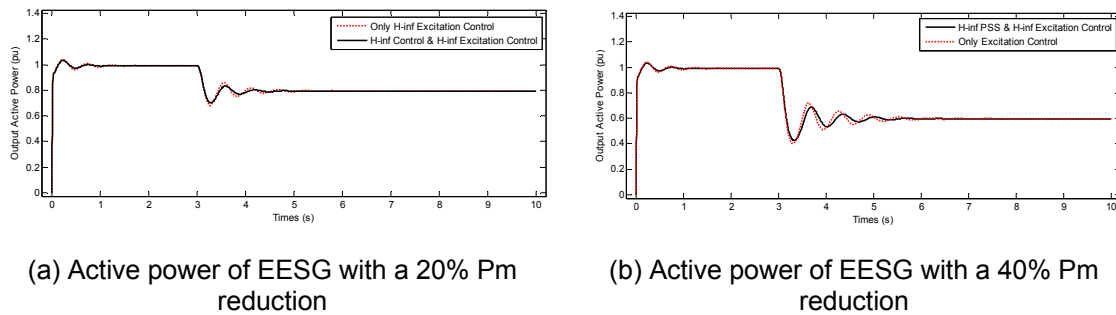 Only H-inf Excitation Control
H-inf Control & H-inf Excitation Control
Output Active Power (pu)
1.4
1.2
1
0.8
0.6
0.4
0.2
0
0 1 2 3 4 5 6 7 8 9 10
Times (s)
(a) Active power of EESG with a 20% Pm
reduction
H-inf PSS & H-inf Excitation Control
Only Excitation Control
Output Active Power (pu)
1.4
1.2
1
0.8
0.6
0.4
0.2
0
0 1 2 3 4 5 6 7 8 9 10
Times (s)
(b) Active power of EESG with a 40% Pm
reduction